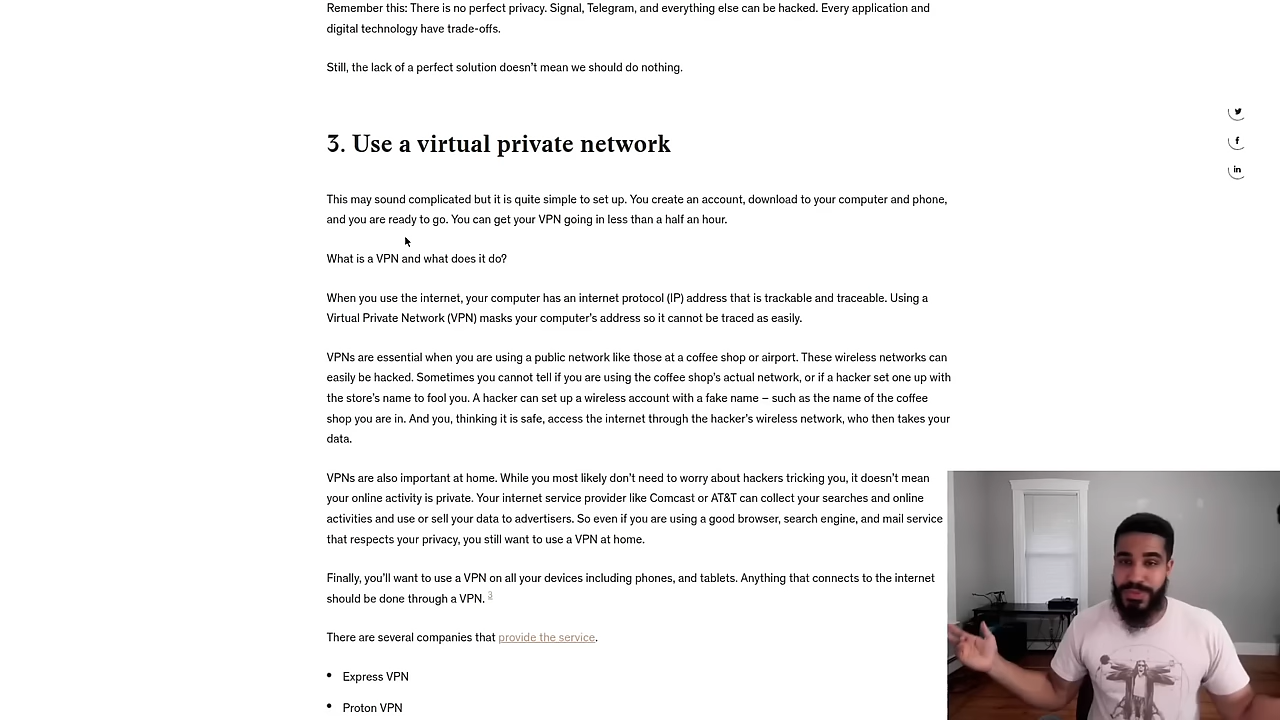 Remember this: There is no perfect privacy. Signal, Telegram, and everything else can be hacked. Every application and
digital technology have trade-offs.
Still, the lack of a perfect solution doesn't mean we should do nothing.
3. Use a virtual private network
This may sound complicated but it is quite simple to set up. You create an account, download to your computer and phone,
and you are ready to go. You can get your VPN going in less than a half an hour.
What is a VPN and what does it do?
When you use the internet, your computer has an internet protocol (IP) address that is trackable and traceable. Using a
Virtual Private Network (VPN) masks your computer's address so it cannot be traced as easily.
VPNs are essential when you are using a public network like those at a coffee shop or airport. These wireless networks can
easily be hacked. Sometimes you cannot tell if you are using the coffee shop's actual network, or if a hacker set one up with
the store's name to fool you. A hacker can set up a wireless account with a fake name – such as the name of the coffee
shop you are in. And you, thinking it is safe, access the internet through the hacker's wireless network, who then takes your
data.
VPNs are also important at home. While you most likely don't need to worry about hackers tricking you, it doesn't mean
your online activity is private. Your internet service provider like Comcast or AT&T can collect your searches and online
activities and use or sell your data to advertisers. So even if you are using a good browser, search engine, and mail service
that respects your privacy, you still want to use a VPN at home.
Finally, you'll want to use a VPN on all your devices including phones, and tablets. Anything that connects to the internet
should be done through a VPN. 3
There are several companies that provide the service.
• Express VPN
• Proton VPN